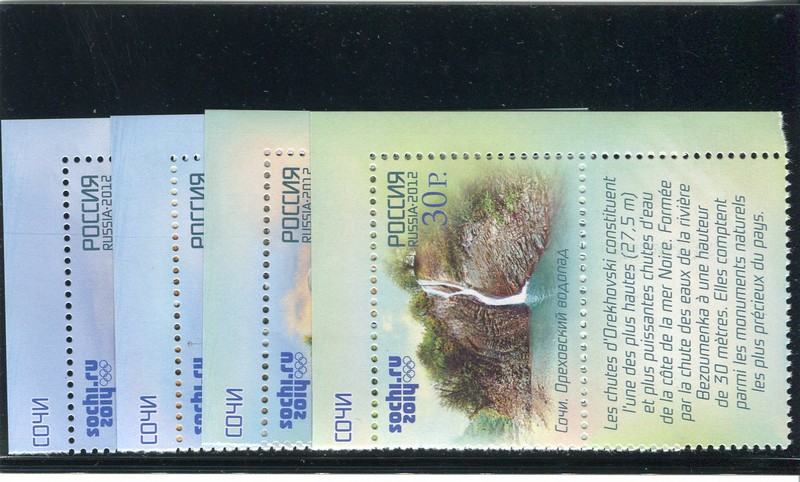 СОЧИ
РОССИЯ
RUSSIA·2012
sochi.ru
2014
СОЧИ
РОССИЯ
СОЧИ
РОССИЯ
RUSSIA·2012
sochi.ru
2014
СОЧИ
РОССИЯ
RUSSIA·2012
30 Р.
sochi.ru
2014
Сочи. Ореховский водопад
Les chutes d'Orekhovski constituent
l'une des plus hautes (27,5 m)
et plus puissantes chutes d'eau
de la côte de la mer Noire. Formée
par la chute des eaux de la rivière
Bezoumenka à une hauteur
de 30 mètres. Elles comptent
parmi les monuments naturels
les plus précieux du pays.